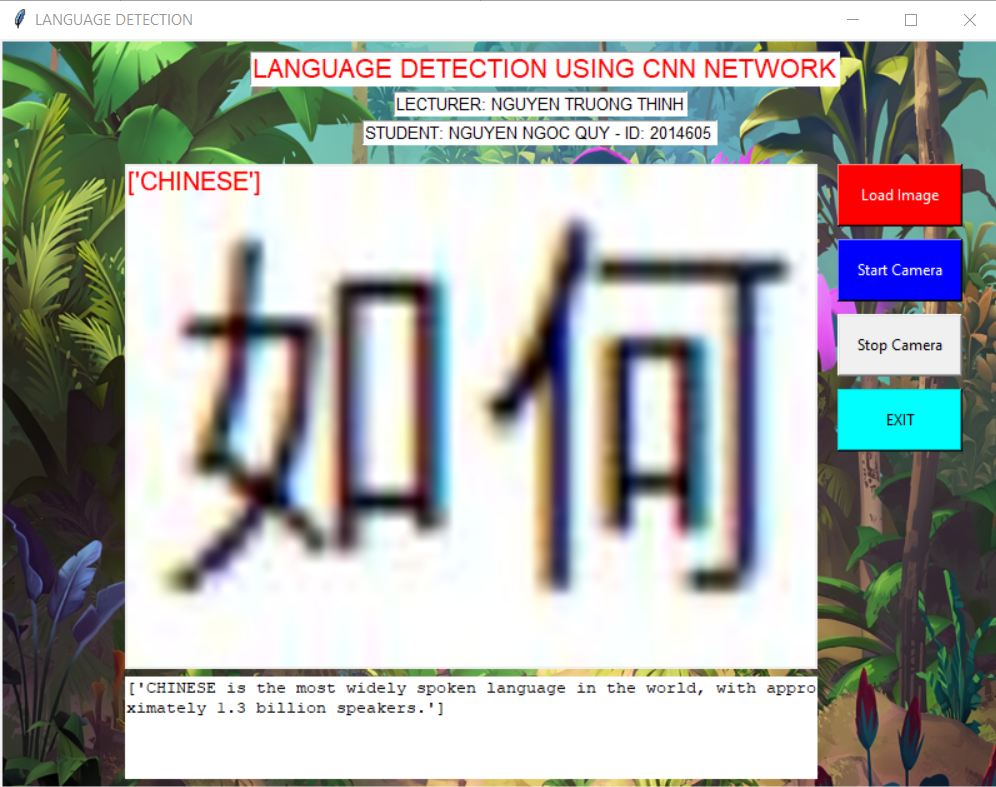 LANGUAGE DETECTION
LANGUAGE DETECTION USING CNN NETWORK
LECTURER: NGUYEN TRUONG THINH
STUDENT: NGUYEN NGOC QUY - ID: 2014605
['CHINESE']
如何
Load Image
Start Camera
Stop Camera
EXIT
['CHINESE is the most widely spoken language in the world, with appro
ximately 1.3 billion speakers.']